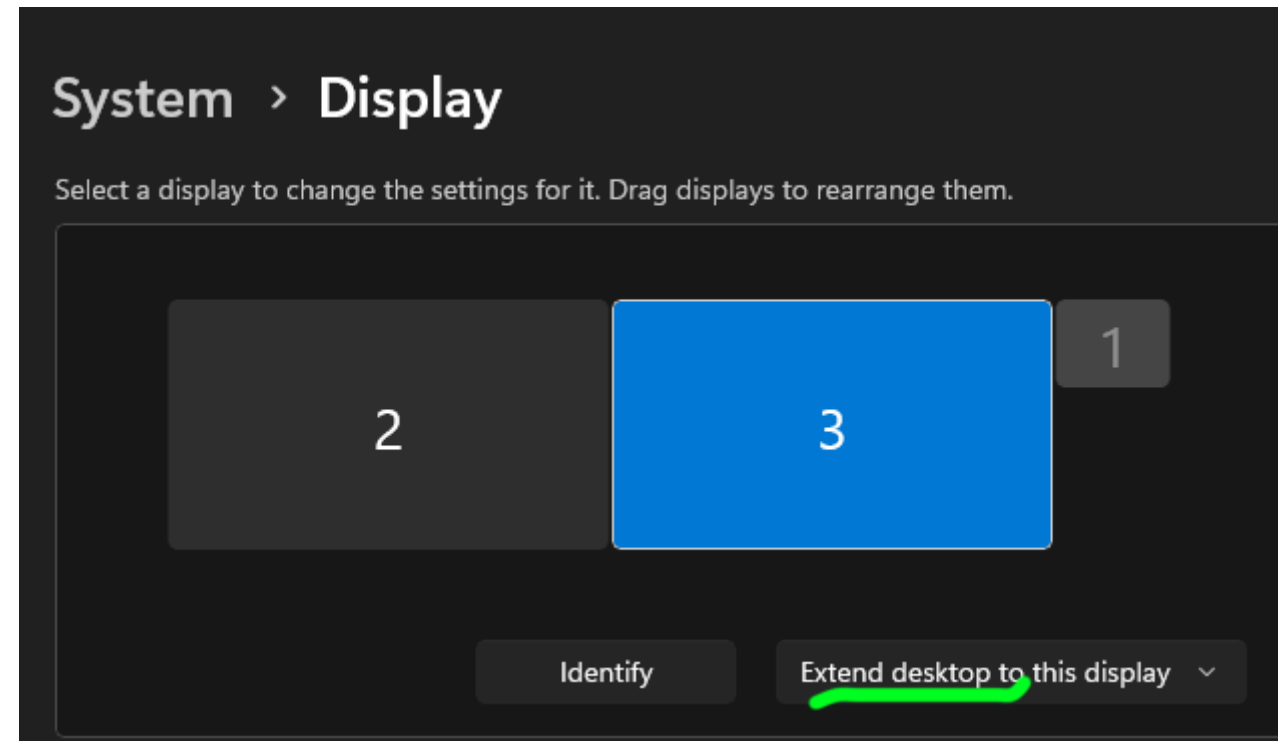 System > Display
Select a display to change the settings for it. Drag displays to rearrange them.
2
3
1
Identify
Extend desktop to this display